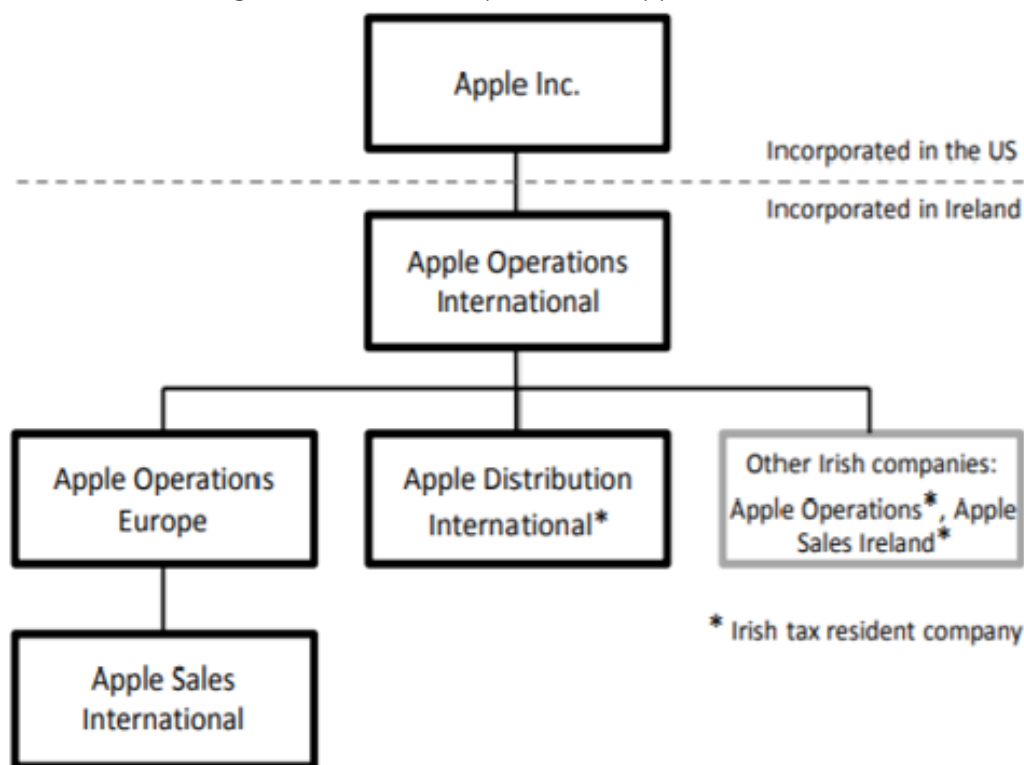 Apple Inc.
Incorporated in the US
Incorporated in Ireland
Apple Operations
International
Apple Operations
Europe
Apple Distribution
International*
Other Irish companies:
Apple Operations*, Apple
Sales Ireland*
* Irish tax resident company
Apple Sales
International